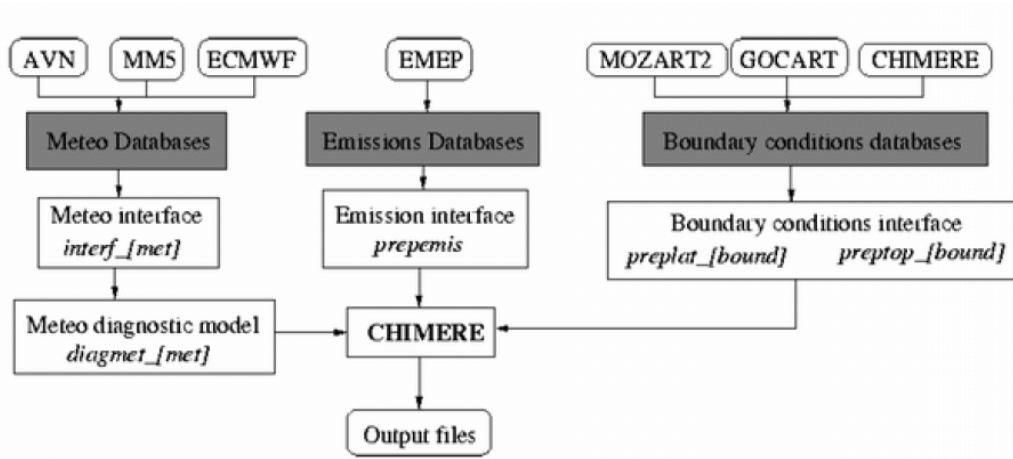 AVN
MM5
ECMWF
EMEP
MOZART2
GOCART
CHIMERE
Meteo Databases
Emissions Databases
Boundary conditions databases
Meteo interface
interf_[met]
Emission interface
prepemis
Boundary conditions interface
preplat_[bound]
preptop_[bound]
Meteo diagnostic model
diagmet_[met]
CHIMERE
Output files